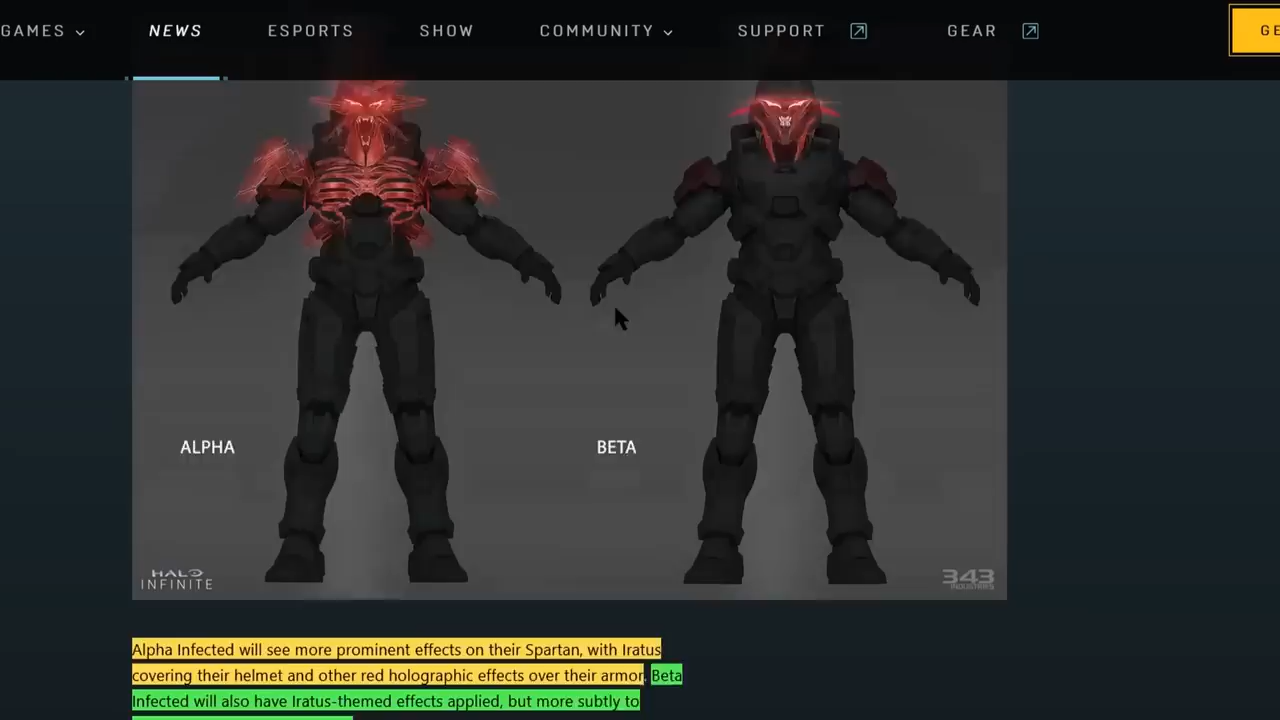 GAMES
NEWS
ESPORTS
SHOW
COMMUNITY
SUPPORT
GEAR
GE
ALPHA
BETA
HALO
INFINITE
343
INDUSTRIES
Alpha Infected will see more prominent effects on their Spartan, with Iratus
covering their helmet and other red holographic effects over their armor. Beta
Infected will also have Iratus-themed effects applied, but more subtly to